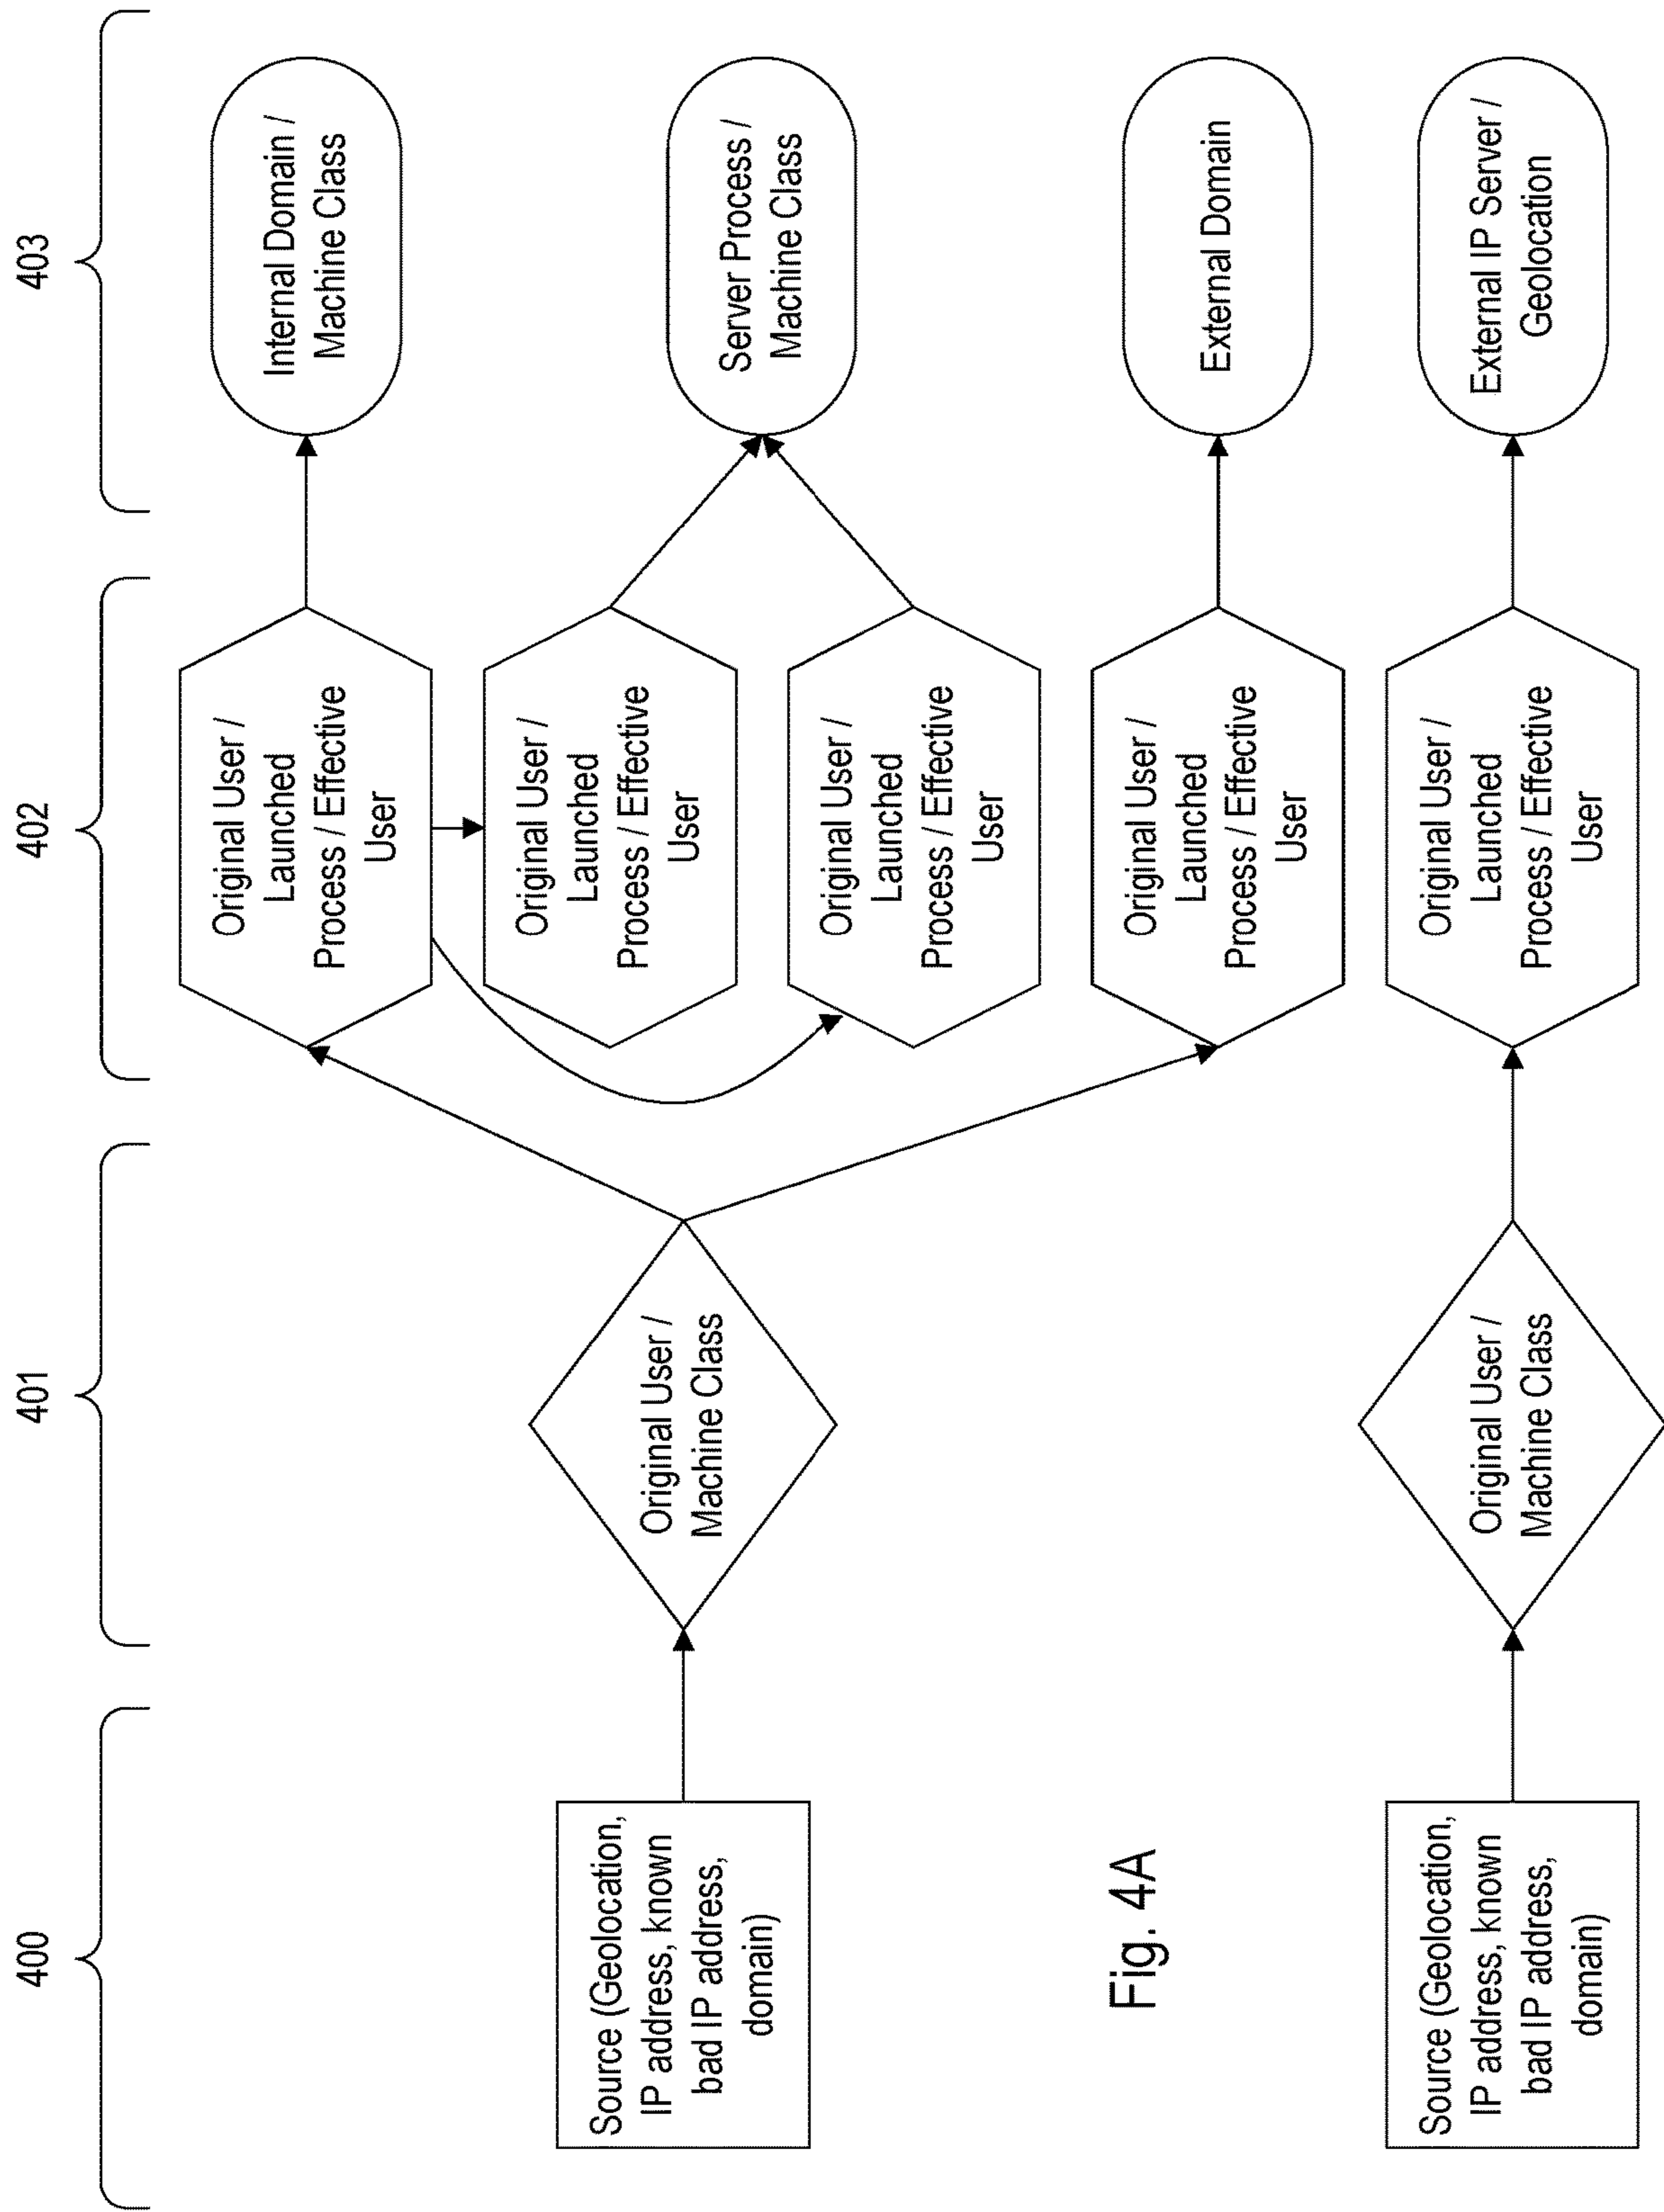 400
401
402
403
Source (Geolocation,
IP address, known
bad IP address,
domain)
Original User /
Machine Class
Original User /
Launched
Process / Effective
User
Internal Domain /
Machine Class
Original User /
Launched
Process / Effective
User
Original User /
Launched
Process / Effective
User
Server Process /
Machine Class
Original User /
Launched
Process / Effective
User
External Domain
Fig. 4A
Source (Geolocation,
IP address, known
bad IP address,
domain)
Original User /
Machine Class
Original User /
Launched
Process / Effective
User
External IP Server /
Geolocation